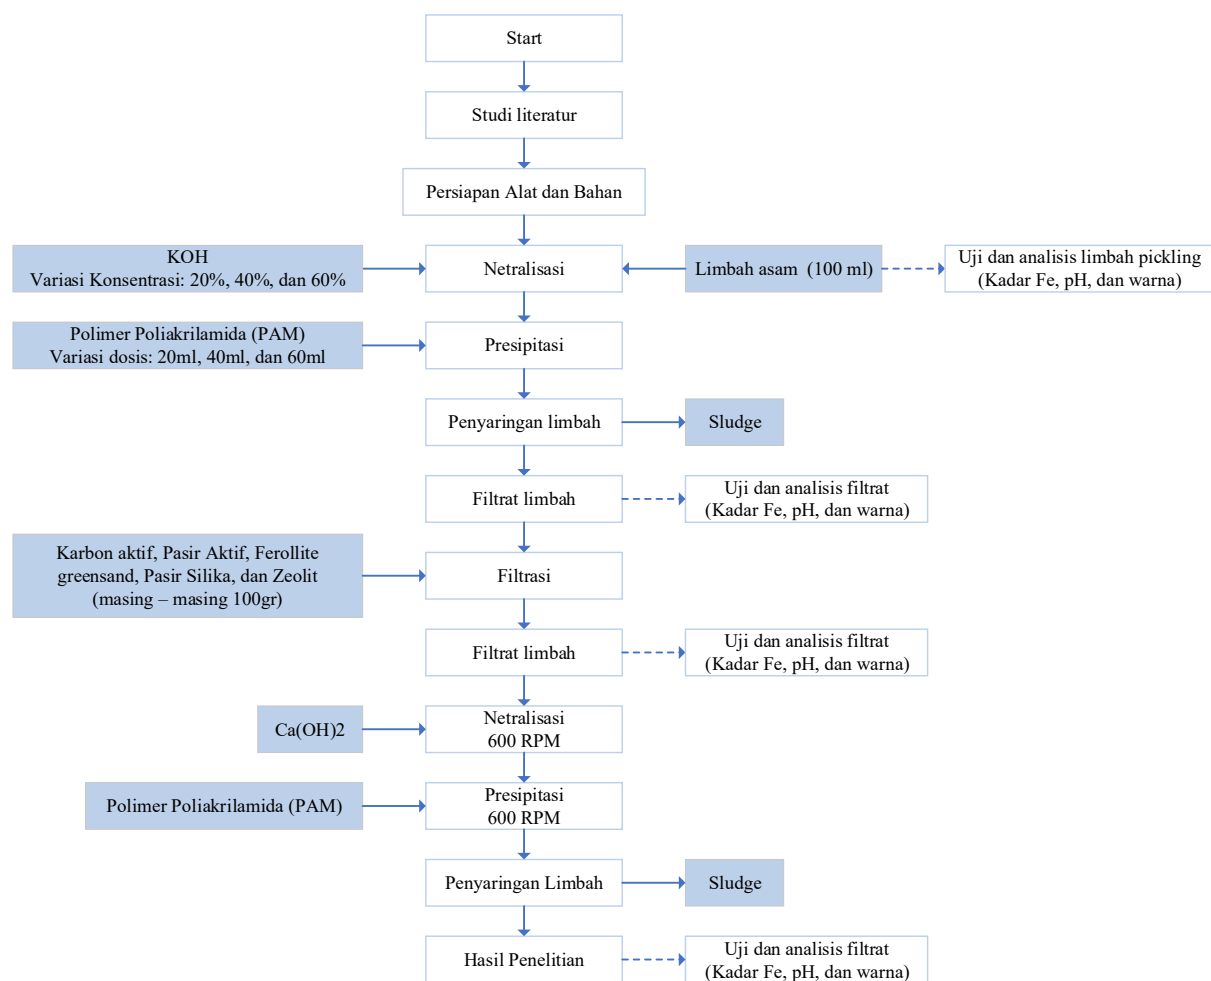 Start
Studi literatur
Persiapan Alat dan Bahan
KOH
Variasi Konsentrasi: 20%, 40%, dan 60%
Netralisasi
Limbah asam (100 ml)
Uji dan analisis limbah pickling
(Kadar Fe, pH, dan warna)
Polimer Poliakrilamida (PAM)
Variasi dosis: 20ml, 40ml, dan 60ml
Presipitasi
Penyaringan limbah
Sludge
Filtrat limbah
Uji dan analisis filtrat
(Kadar Fe, pH, dan warna)
Karbon aktif, Pasir Aktif, Ferollite
greensand, Pasir Silika, dan Zeolit
(masing – masing 100gr)
Filtrasi
Filtrat limbah
Uji dan analisis filtrat
(Kadar Fe, pH, dan warna)
Ca(OH)2
Netralisasi
600 RPM
Polimer Poliakrilamida (PAM)
Presipitasi
600 RPM
Penyaringan Limbah
Sludge
Hasil Penelitian
Uji dan analisis filtrat
(Kadar Fe, pH, dan warna)